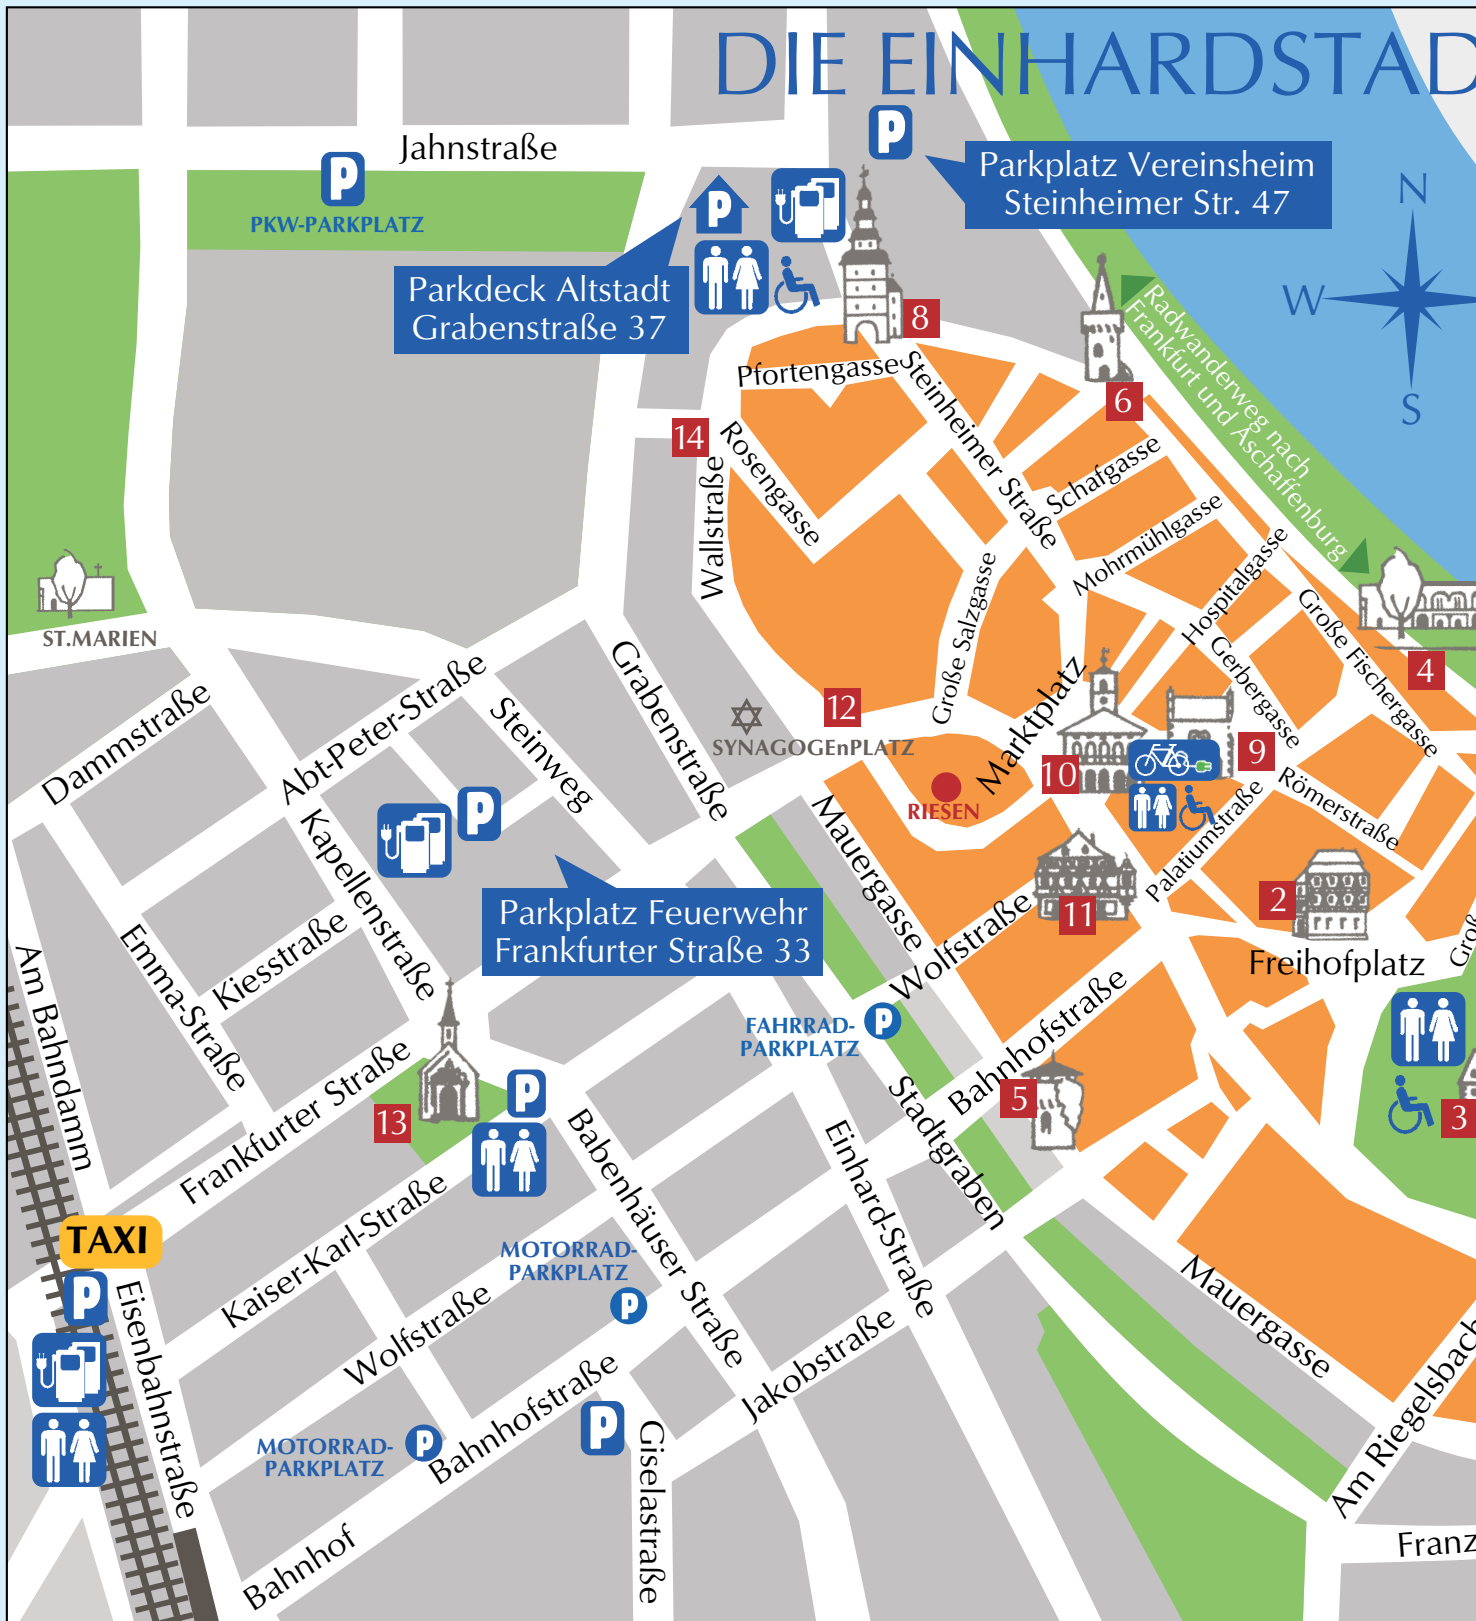 DIE EINHARDSTAD
P
Jahnstraße
Parkplatz Vereinsheim
Steinheimer Str. 47
P
PKW-PARKPLATZ
P
N
W
S
Parkdeck Altstadt
Grabenstraße 37
8
Radwanderweg nach
Frankfurt und Aschaffenburg
Pfortengasse
Steinheimer Straße
6
14
Rosengasse
Wallstraße
Schafgasse
Mohrmühlgasse
Hospitalgasse
Große Salzgasse
Große Fischergasse
Gerbergasse
ST.MARIEN
4
Dammstraße
Abt-Peter-Straße
Steinweg
Grabenstraße
12
SYNAGOGEnPLATZ
Marktplatz
10
9
RIESEN
Römerstraße
Palatiumstraße
P
Kapellenstraße
Mauergasse
Parkplatz Feuerwehr
Frankfurter Straße 33
11
2
Wolfstraße
Freihofplatz
Groß
Am Bahndamm
Emma-Straße
Kiesstraße
FAHRRAD-
PARKPLATZ
P
Bahnhofstraße
Frankfurter Straße
13
P
5
3
Stadtgraben
Babenhäuser Straße
Einhard-Straße
TAXI
P
Kaiser-Karl-Straße
MOTORRAD-
PARKPLATZ
P
Eisenbahnstraße
Wolfstraße
Mauergasse
Jakobstraße
Bahnhofstraße
P
Giselastraße
MOTORRAD-
PARKPLATZ
P
Am Riegelsbach
Bahnhof
Franz